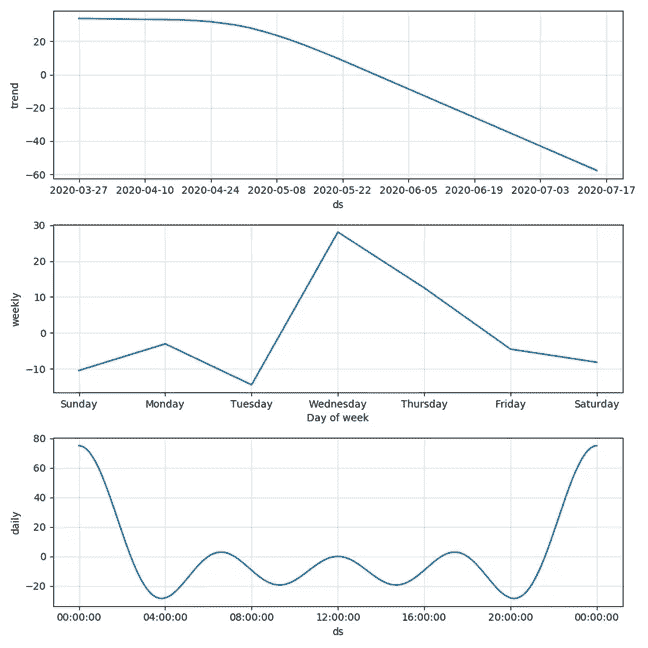 trend
20
0
−20
−40
−60
2020-03-27 2020-04-10 2020-04-24 2020-05-08 2020-05-22 2020-06-05 2020-06-19 2020-07-03 2020-07-17
ds
weekly
30
20
10
0
−10
Sunday Monday Tuesday Wednesday Thursday Friday Saturday
Day of week
daily
80
60
40
20
0
−20
00:00:00 04:00:00 08:00:00 12:00:00 16:00:00 20:00:00 00:00:00
ds